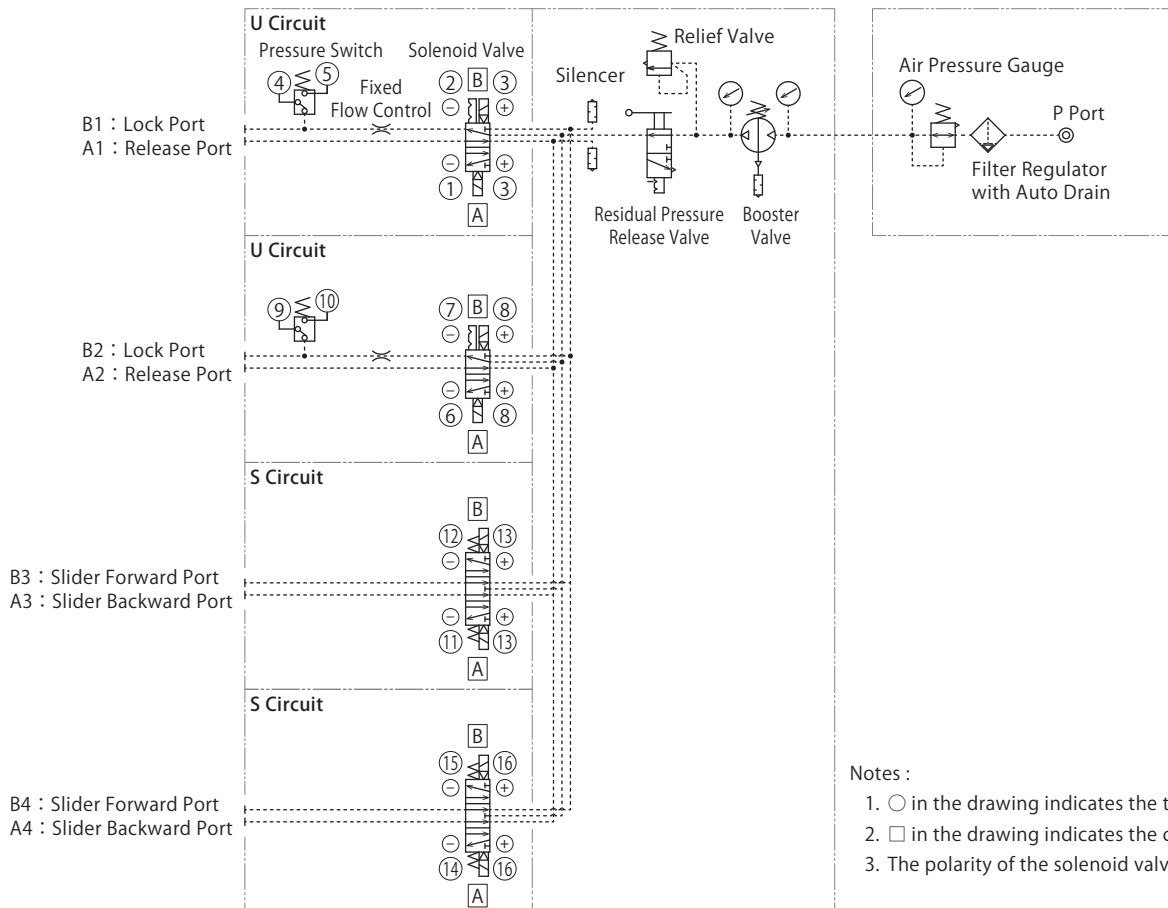 U Circuit
Pressure Switch
Solenoid Valve
④ ⑤
Fixed
Flow Control
② B ③
− +
B1：Lock Port
A1：Release Port
− +
① ③
A
Silencer
Relief Valve
Residual Pressure
Release Valve
Booster
Valve
Air Pressure Gauge
P Port
Filter Regulator
with Auto Drain
U Circuit
⑨ ⑩
⑦ B ⑧
− +
B2：Lock Port
A2：Release Port
− +
⑥ ⑧
A
S Circuit
B
⑫ ⑬
− +
B3：Slider Forward Port
A3：Slider Backward Port
− +
⑪ ⑬
A
S Circuit
B
⑮ ⑯
− +
B4：Slider Forward Port
A4：Slider Backward Port
− +
⑭ ⑯
A
Notes :
1. ○ in the drawing indicates the
2. □ in the drawing indicates the
3. The polarity of the solenoid